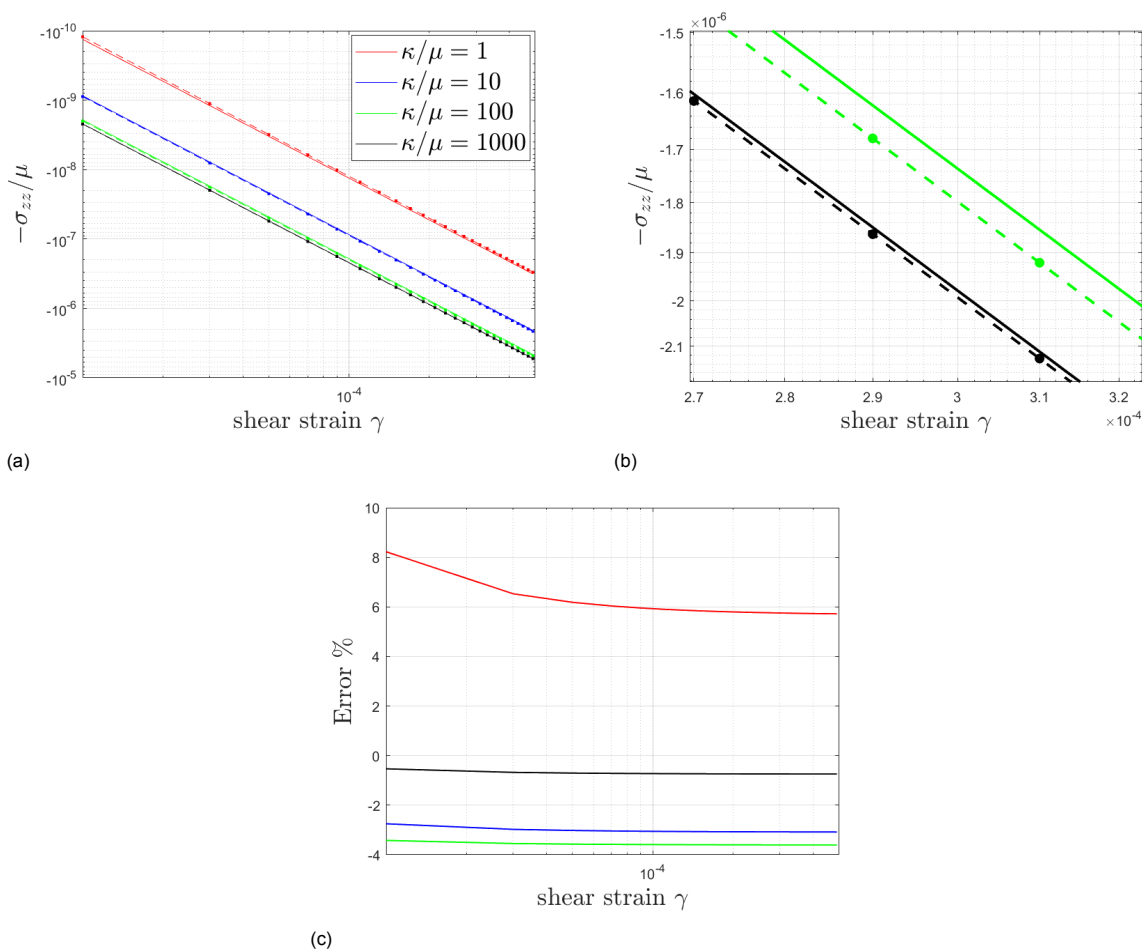 -10^-10
-10^-9
-10^-8
-10^-7
-10^-6
-10^-5
−σ_zz/μ
κ/μ = 1
κ/μ = 10
κ/μ = 100
κ/μ = 1000
10^-4
shear strain γ
(a)
×10^-6
-1.5
-1.6
-1.7
-1.8
-1.9
-2
-2.1
−σ_zz/μ
2.7 2.8 2.9 3 3.1 3.2
shear strain γ
×10^-4
(b)
10
8
6
4
2
0
-2
-4
Error %
10^-4
shear strain γ
(c)